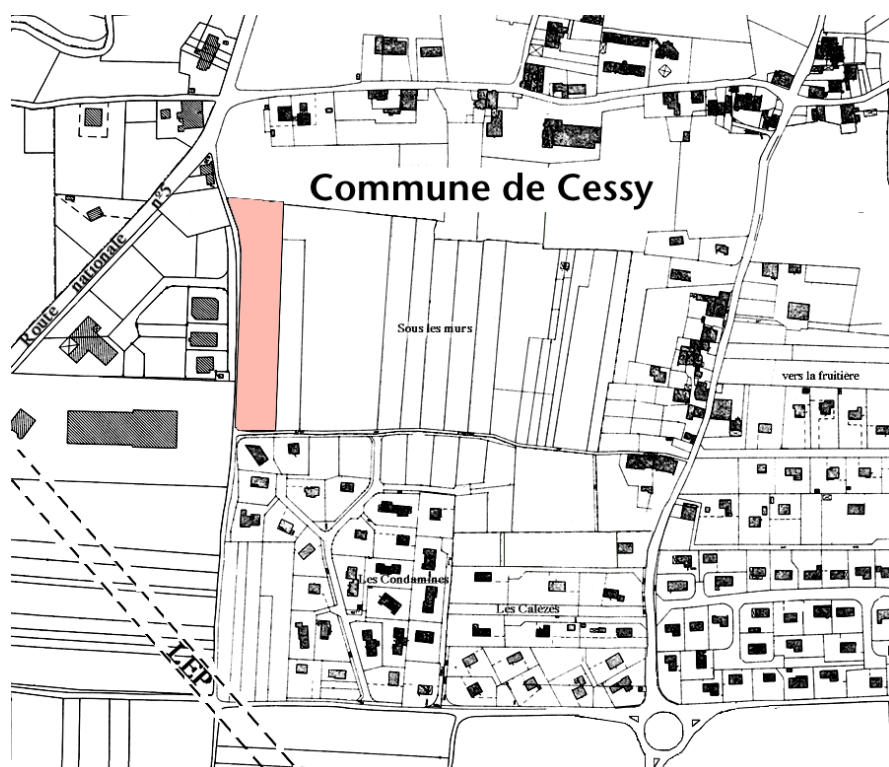 Commune de Cessy
Route nationale n°5
Sous les murs
vers la fruitière
Les Condamines
Les Calèzes
LEP